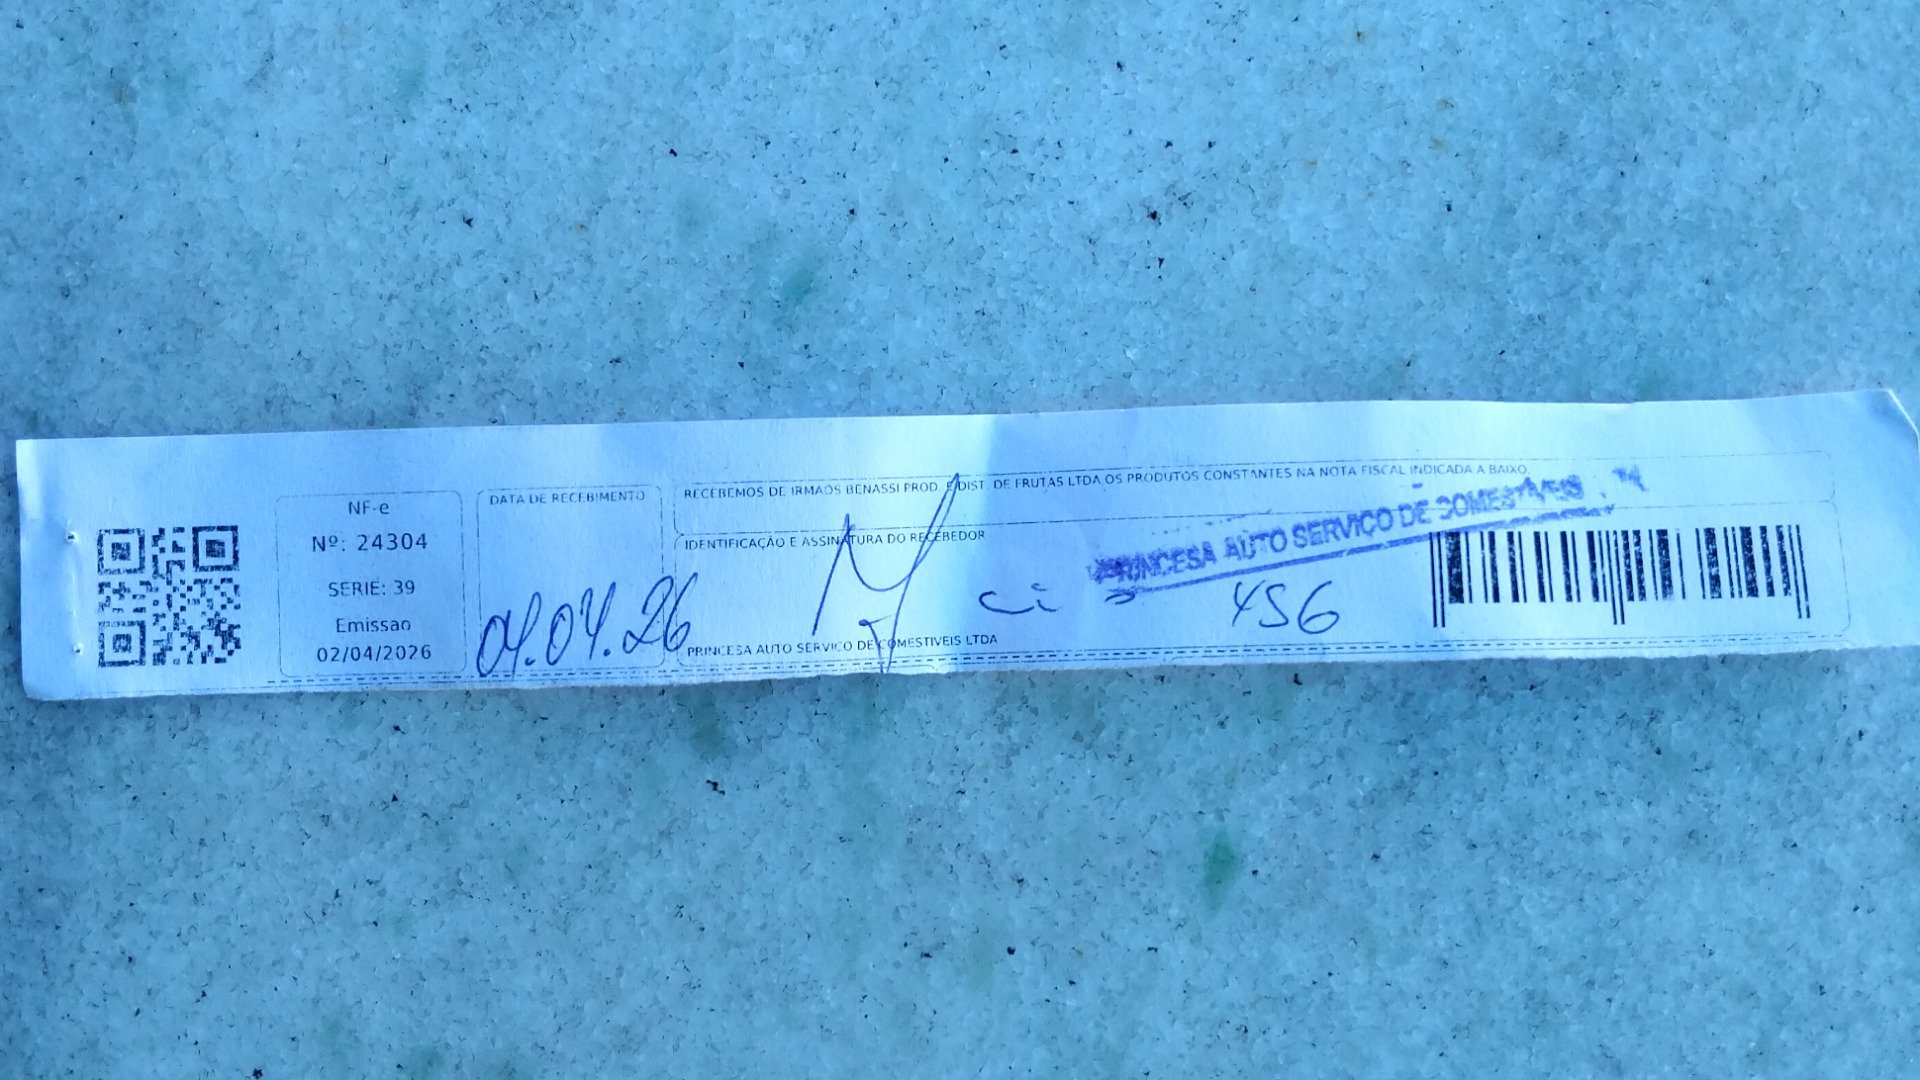 NF-e
Nº: 24304
SERIE: 39
Emissao
02/04/2026
DATA DE RECEBIMENTO
04.04.26
RECEBEMOS DE IRMAOS BENASSI PROD. E DIST. DE FRUTAS LTDA OS PRODUTOS CONSTANTES NA NOTA FISCAL INDICADA A BAIXO.
IDENTIFICAÇÃO E ASSINATURA DO RECEBEDOR
PRINCESA AUTO SERVIÇO DE COMESTÍVEIS
456
PRINCESA AUTO SERVICO DE COMESTIVEIS LTDA